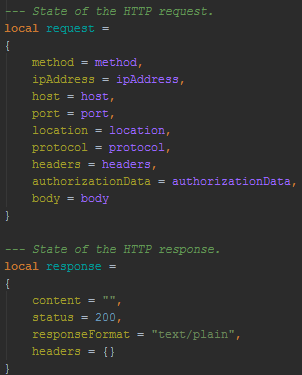 --- State of the HTTP request.
local request =
{
    method = method,
    ipAddress = ipAddress,
    host = host,
    port = port,
    location = location,
    protocol = protocol,
    headers = headers,
    authorizationData = authorizationData,
    body = body
}
--- State of the HTTP response.
local response =
{
    content = "",
    status = 200,
    responseFormat = "text/plain",
    headers = {}
}